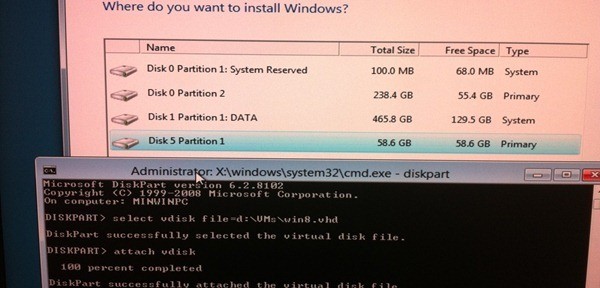 Where do you want to install Windows?
Name Total Size Free Space Type
Disk 0 Partition 1: System Reserved 100.0 MB 68.0 MB System
Disk 0 Partition 2 238.4 GB 55.4 GB Primary
Disk 1 Partition 1: DATA 465.8 GB 129.5 GB System
Disk 5 Partition 1 58.6 GB 58.6 GB Primary
Administrator: X:\windows\system32\cmd.exe - diskpart
Microsoft DiskPart version 6.2.8102
Copyright (C) 1999-2008 Microsoft Corporation.
On computer: MINWINPC
DISKPART> select vdisk file=d:\VMs\win8.vhd
DiskPart successfully selected the virtual disk file.
DISKPART> attach vdisk
100 percent completed
DiskPart successfully attached the virtual disk file